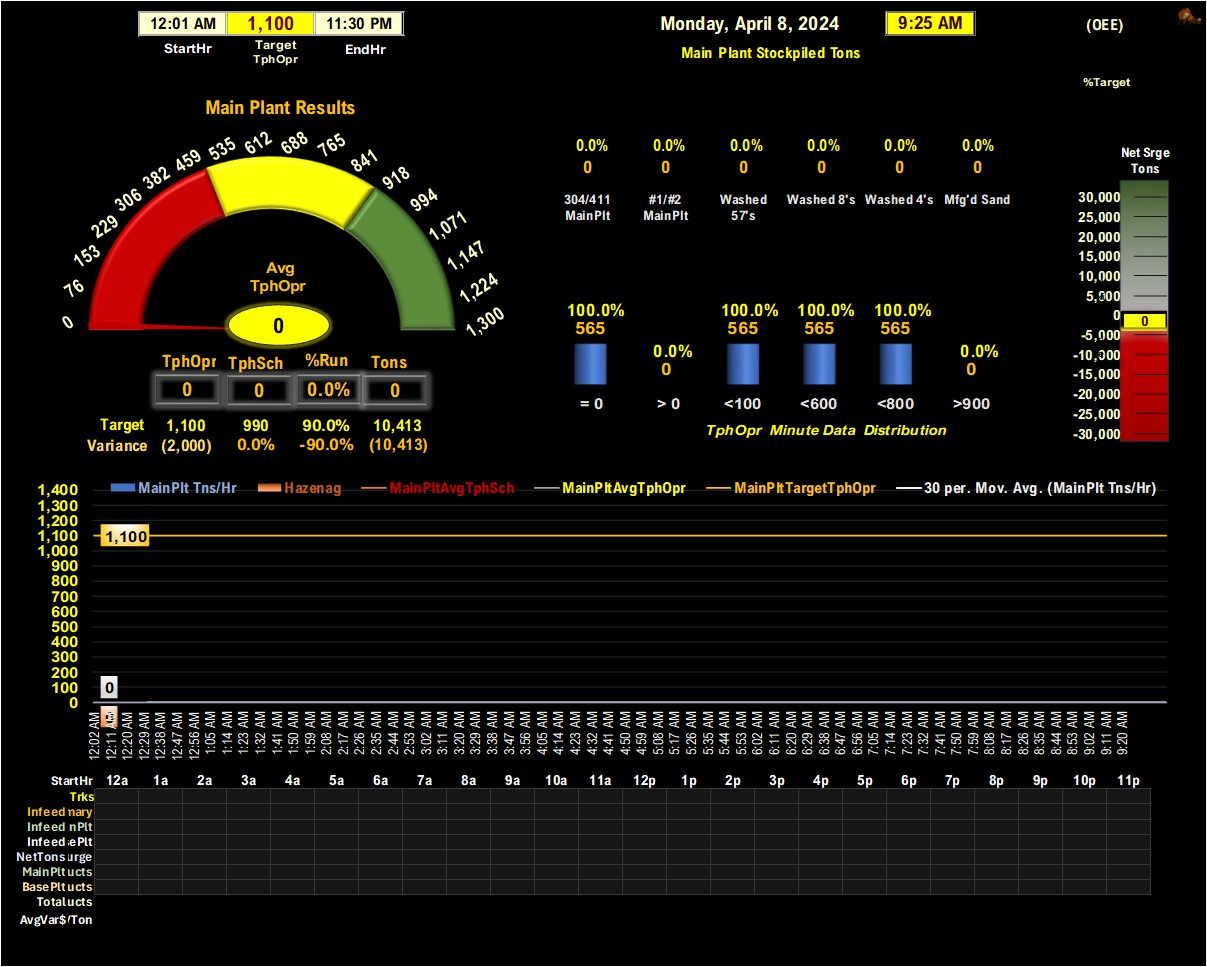 12:01 AM 1,100 11:30 PM
StartHr Target TphOpr EndHr
Monday, April 8, 2024 9:25 AM (OEE)
Main Plant Stockpiled Tons
%Target
Main Plant Results
0 76 153 229 306 382 459 535 612 688 765 841 918 994 1,071 1,147 1,224 1,300
Avg
TphOpr
0
TphOpr TphSch %Run Tons
0 0 0.0% 0
Target 1,100 990 90.0% 10,413
Variance (2,000) 0.0% -90.0% (10,413)
0.0% 0.0% 0.0% 0.0% 0.0% 0.0%
0 0 0 0 0 0
304/411 #1/#2 Washed Washed 8's Washed 4's Mfg'd Sand
MainPlt MainPlt 57's
100.0% 100.0% 100.0% 100.0%
565 565 565 565
0.0% 0.0%
0 0
= 0 > 0 <100 <600 <800 >900
TphOpr Minute Data Distribution
Net Srge
Tons
30,000
25,000
20,000
15,000
10,000
5,000
0 0
-5,000
-10,000
-15,000
-20,000
-25,000
-30,000
MainPlt Tns/Hr Hazenag MainPltAvgTphSch MainPltAvgTphOpr MainPltTargetTphOpr 30 per. Mov. Avg. (MainPlt Tns/Hr)
1,400
1,300
1,200
1,100 1,100
1,000
900
800
700
600
500
400
300
200
100 0
0
12:02 AM 12:11 AM 12:20 AM 12:29 AM 12:38 AM 12:47 AM 12:56 AM 1:05 AM 1:14 AM 1:23 AM 1:32 AM 1:41 AM 1:50 AM 1:59 AM 2:08 AM 2:17 AM 2:26 AM 2:35 AM 2:44 AM 2:53 AM 3:02 AM 3:11 AM 3:20 AM 3:29 AM 3:38 AM 3:47 AM 3:56 AM 4:05 AM 4:14 AM 4:23 AM 4:32 AM 4:41 AM 4:50 AM 4:59 AM 5:08 AM 5:17 AM 5:26 AM 5:35 AM 5:44 AM 5:53 AM 6:02 AM 6:11 AM 6:20 AM 6:29 AM 6:38 AM 6:47 AM 6:56 AM 7:05 AM 7:14 AM 7:23 AM 7:32 AM 7:41 AM 7:50 AM 7:59 AM 8:08 AM 8:17 AM 8:26 AM 8:35 AM 8:44 AM 8:53 AM 9:02 AM 9:11 AM 9:20 AM
StartHr 12a 1a 2a 3a 4a 5a 6a 7a 8a 9a 10a 11a 12p 1p 2p 3p 4p 5p 6p 7p 8p 9p 10p 11p
Trks
Infeed mary
Infeed nPlt
Infeed ePlt
NetTons urge
MainPlt ucts
BasePlt ucts
Total ucts
AvgVar$/Ton